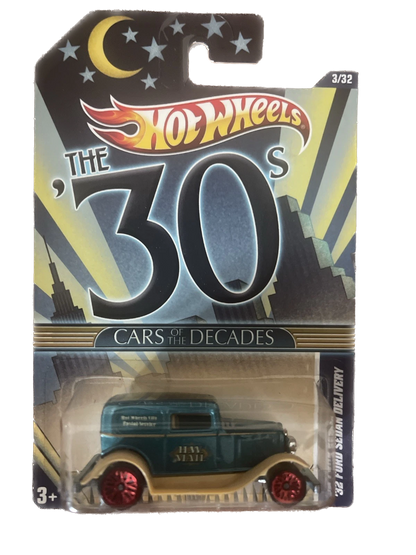 3/32
HOT WHEELS
THE
'30s
CARS OF THE DECADES
'32 FORD SEDAN DELIVERY
3+